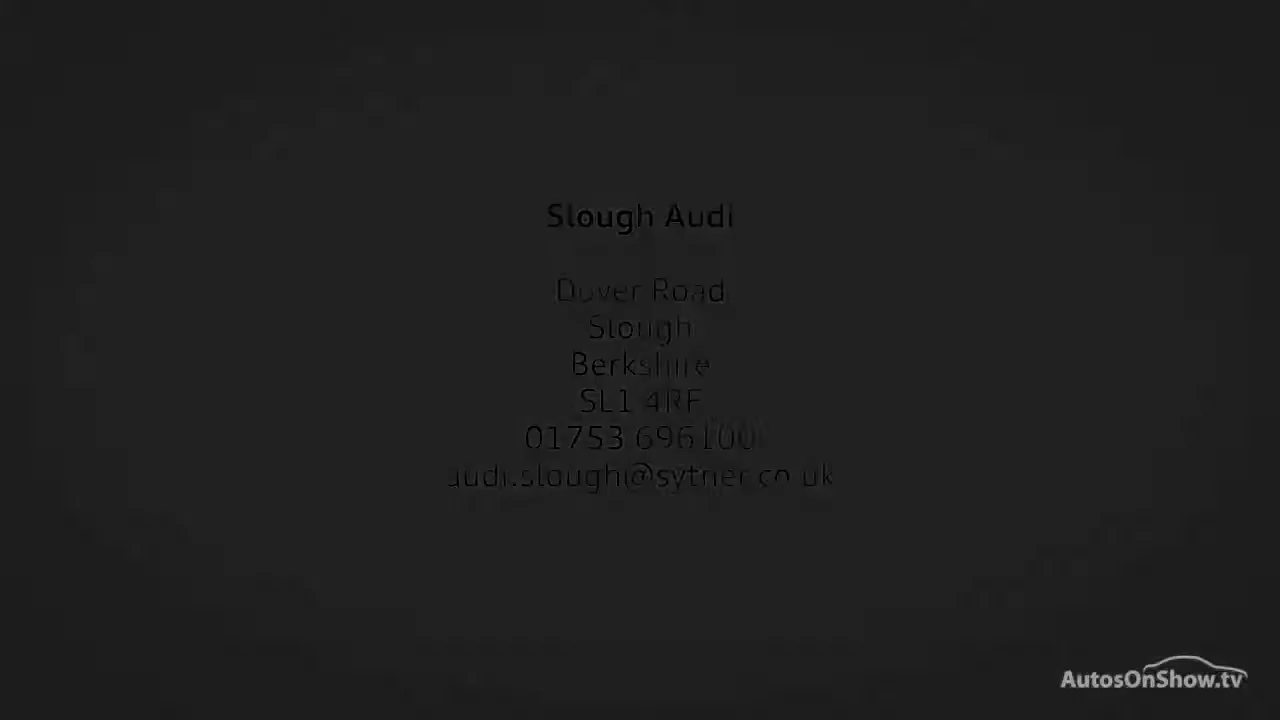 Slough Audi
Dover Road
Slough
Berkshire
SL1 4RF
01753 696100
audi.slough@sytner.co.uk
AutosOnShow.tv